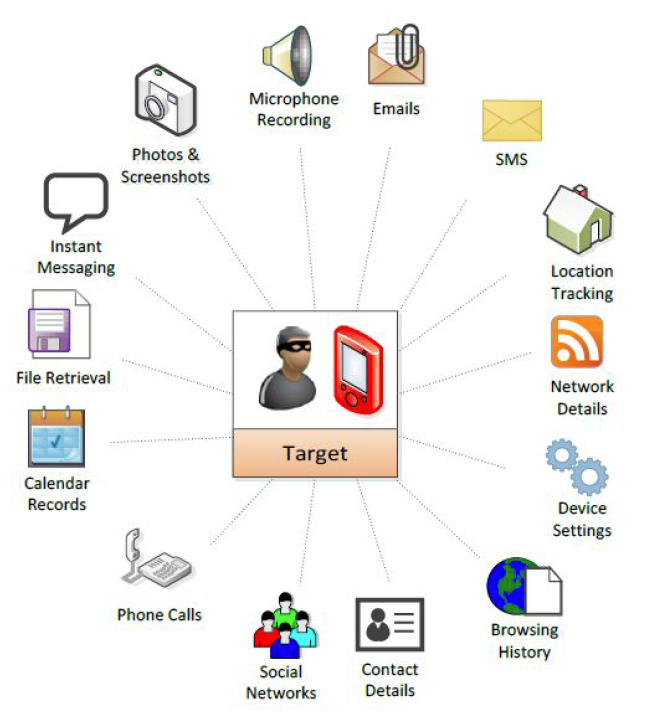 Microphone
Recording
Emails
SMS
Photos &
Screenshots
Instant
Messaging
Location
Tracking
File Retrieval
Network
Details
Target
Calendar
Records
Device
Settings
Phone Calls
Browsing
History
Social
Networks
Contact
Details